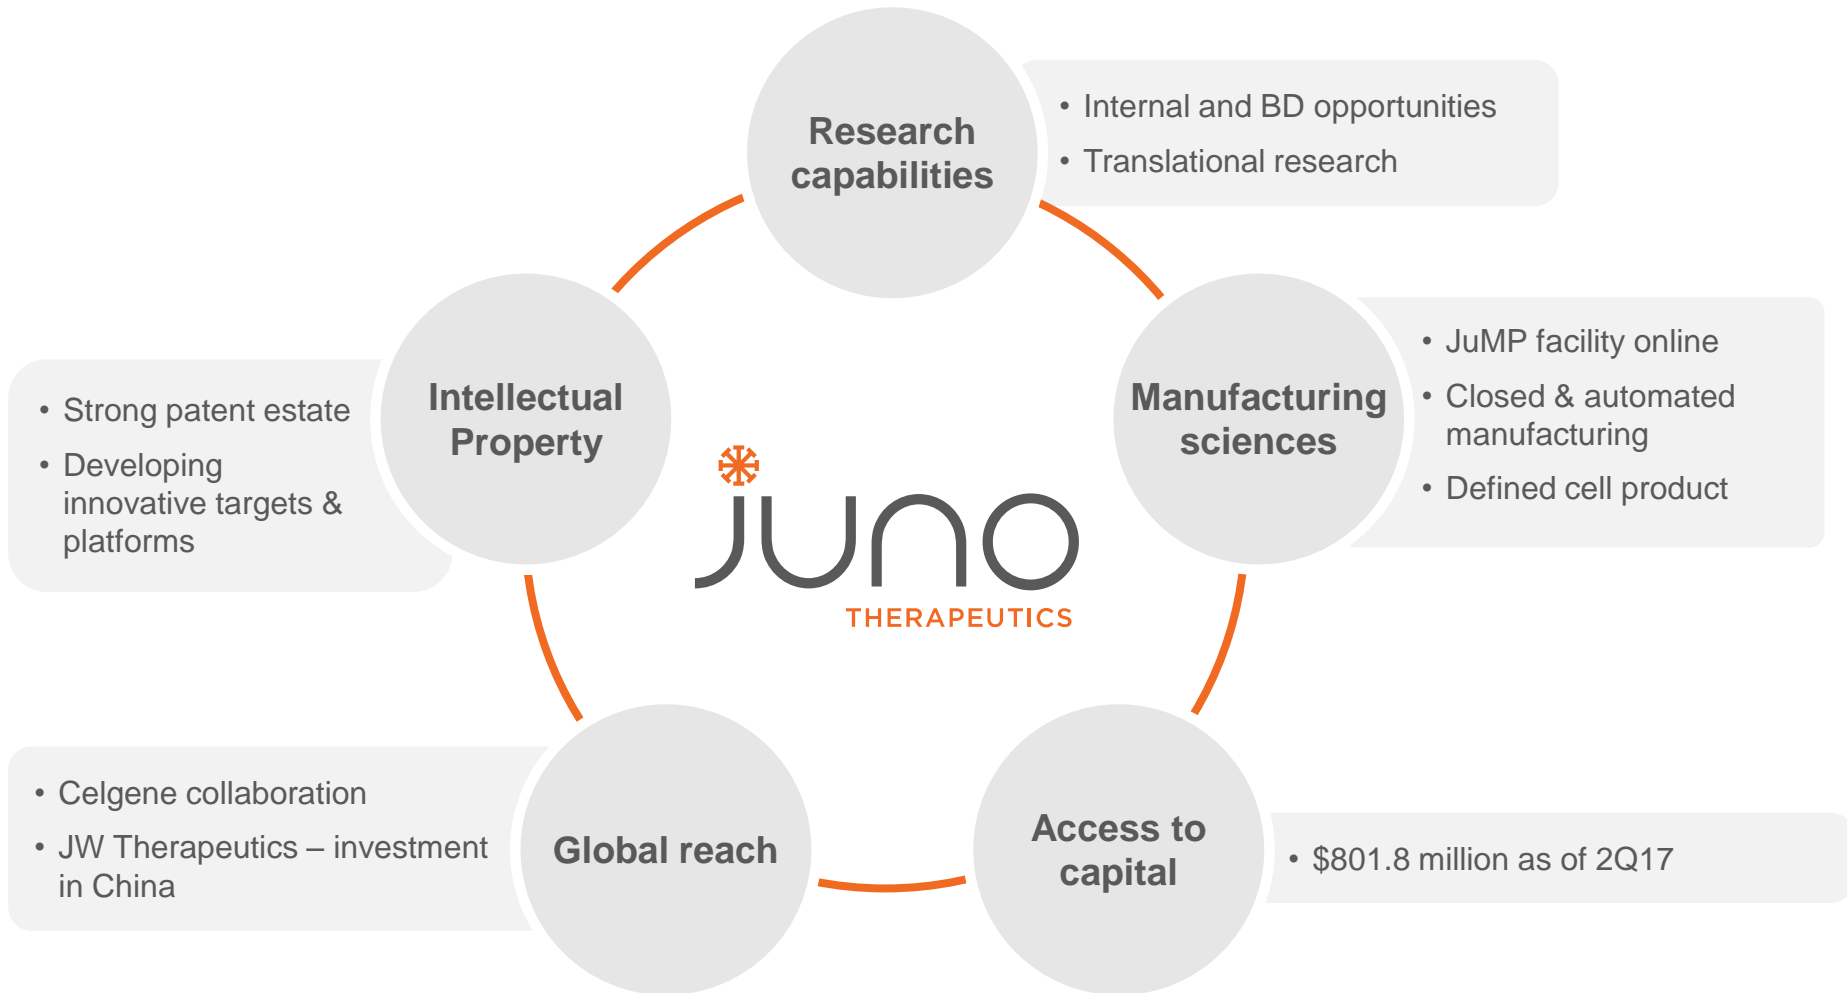 Research
capabilities
• Internal and BD opportunities
• Translational research
Manufacturing
sciences
• JuMP facility online
• Closed & automated
manufacturing
• Defined cell product
Access to
capital
• $801.8 million as of 2Q17
Global reach
• Celgene collaboration
• JW Therapeutics – investment
in China
Intellectual
Property
• Strong patent estate
• Developing
innovative targets &
platforms
juno
THERAPEUTICS